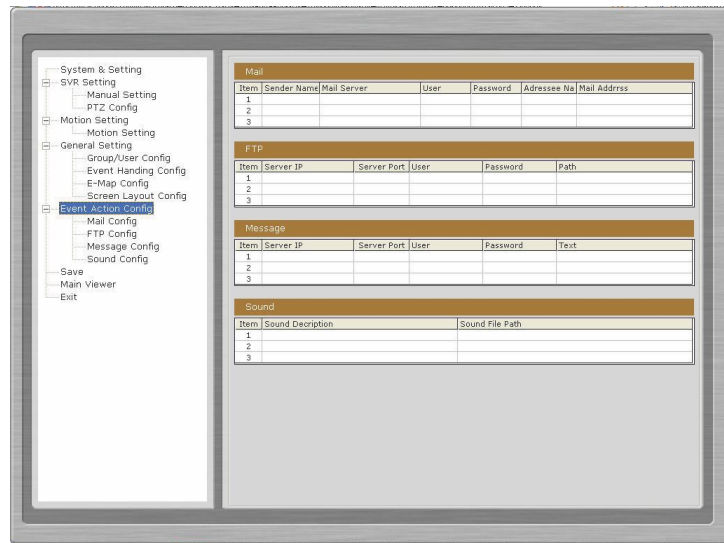 System & Setting
SVR Setting
Manual Setting
PTZ Config
Motion Setting
Motion Setting
General Setting
Group/User Config
Event Handing Config
E-Map Config
Screen Layout Config
Event Action Config
Mail Config
FTP Config
Message Config
Sound Config
Save
Main Viewer
Exit
Mail
Item Sender Name Mail Server User Password Adressee Na Mail Addrss
1
2
3
FTP
Item Server IP Server Port User Password Path
1
2
3
Message
Item Server IP Server Port User Password Text
1
2
3
Sound
Item Sound Decription Sound File Path
1
2
3